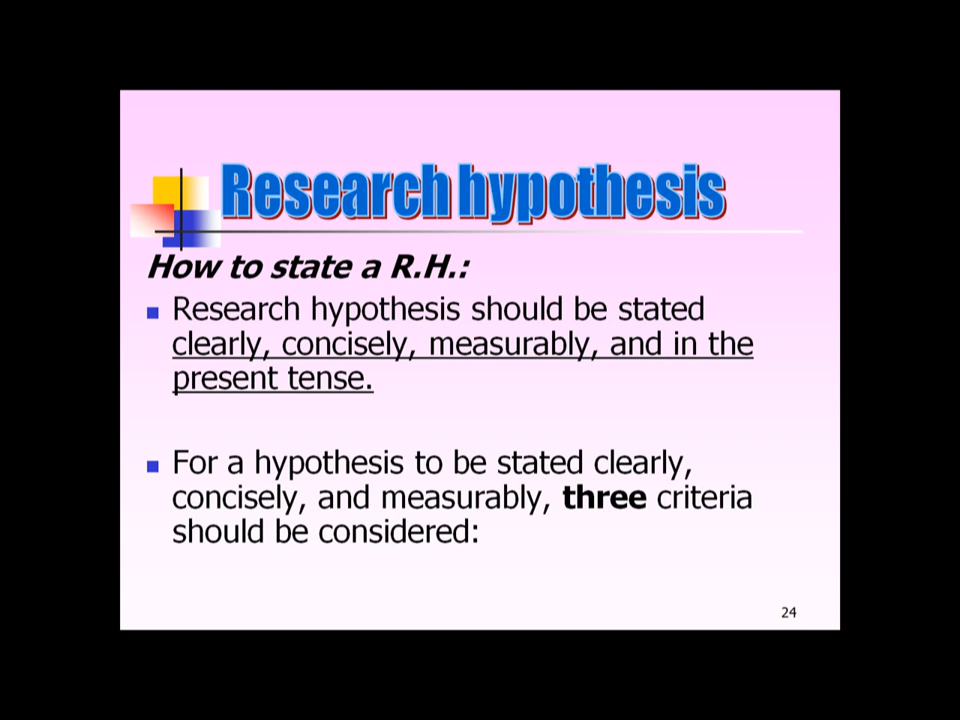 Research hypothesis
How to state a R.H.:
Research hypothesis should be stated
clearly, concisely, measurably, and in the
present tense.
For a hypothesis to be stated clearly,
concisely, and measurably, three criteria
should be considered:
24